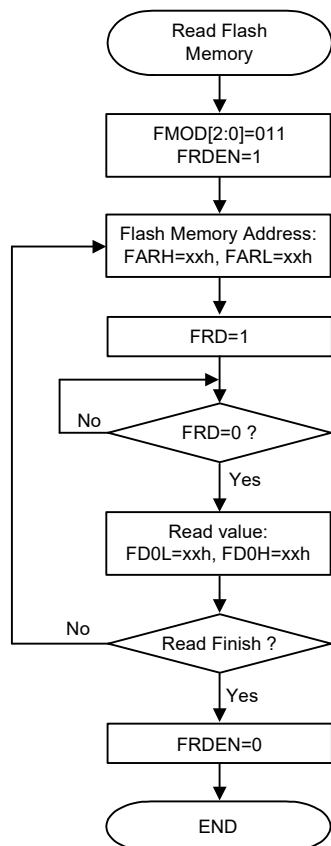 Read Flash
Memory
FMOD[2:0]=011
FRDEN=1
Flash Memory Address:
FARH=xxh, FARL=xxh
FRD=1
No
FRD=0 ?
Yes
Read value:
FD0L=xxh, FD0H=xxh
No
Read Finish ?
Yes
FRDEN=0
END